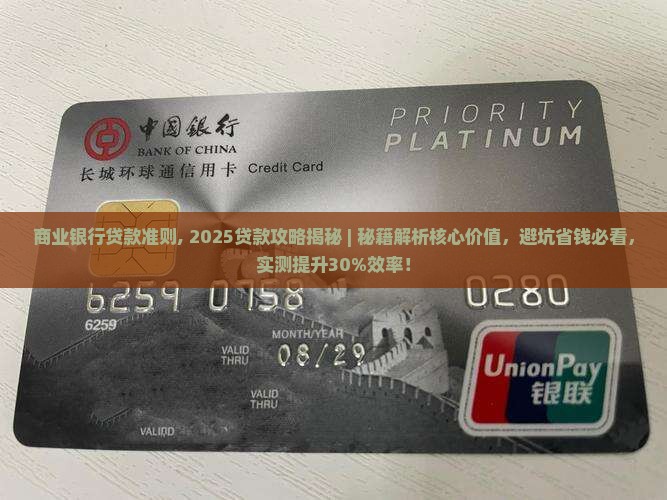 中国银行
BANK OF CHINA
长城环球通信用卡 Credit Card
PRIORITY
PLATINUM
商业银行贷款准则, 2025贷款攻略揭秘 | 秘籍解析核心价值，避坑省钱必看，
实测提升30%效率！
6259 0758 0280
6259
MONTH/YEAR
VALID
THRU
08/29
VALID
THRU
UnionPay
银联